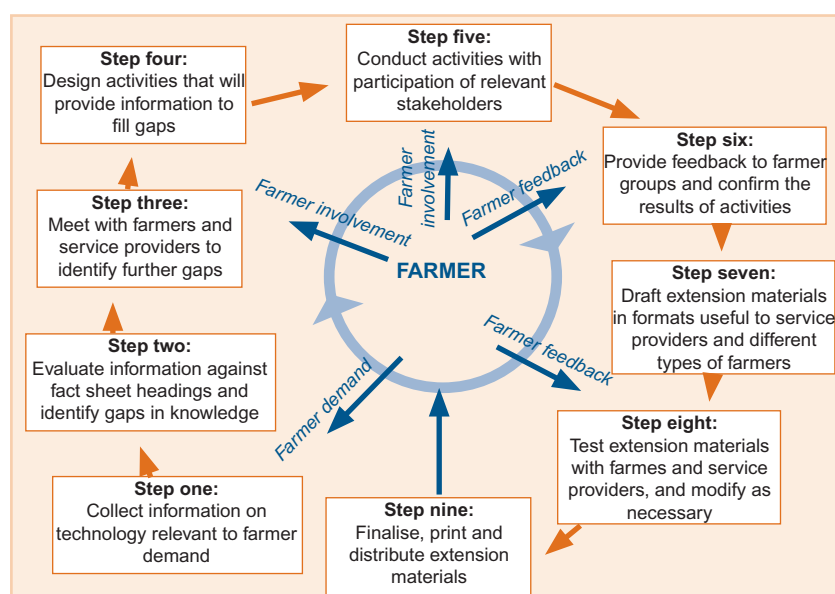 Step one:
Collect information on
technology relevant to farmer
demand
Step two:
Evaluate information against
fact sheet headings and
identify gaps in knowledge
Step three:
Meet with farmers and
service providers to
identify further gaps
Step four:
Design activities that will
provide information to
fill gaps
Step five:
Conduct activities with
participation of relevant
stakeholders
Step six:
Provide feedback to farmer
groups and confirm the
results of activities
Step seven:
Draft extension materials
in formats useful to service
providers and different
types of farmers
Step eight:
Test extension materials
with farmes and service
providers, and modify as
necessary
Step nine:
Finalise, print and
distribute extension
materials
FARMER
Farmer demand
Farmer involvement
Farmer
involvement
Farmer feedback
Farmer feedback